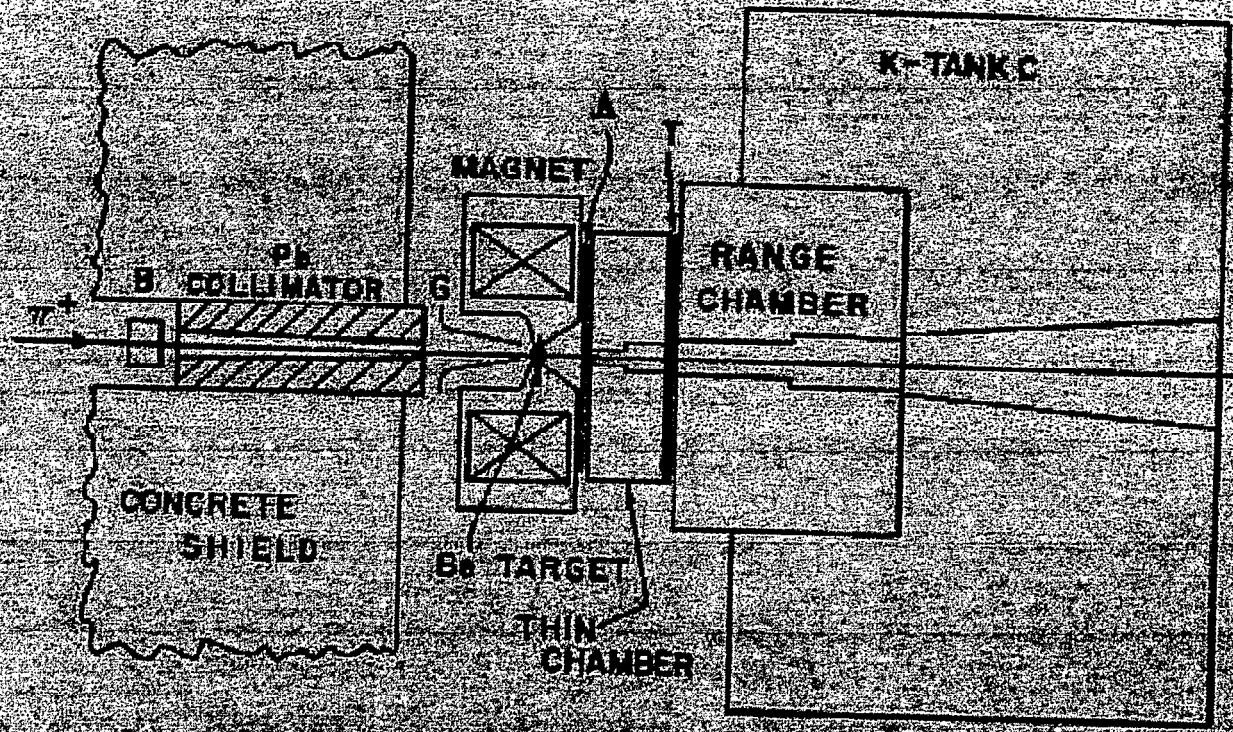 K-TANK C
A
T
MAGNET
RANGE
CHAMBER
Pb
B COLLIMATOR G
π+
CONCRETE
SHIELD
Be TARGET
THIN
CHAMBER